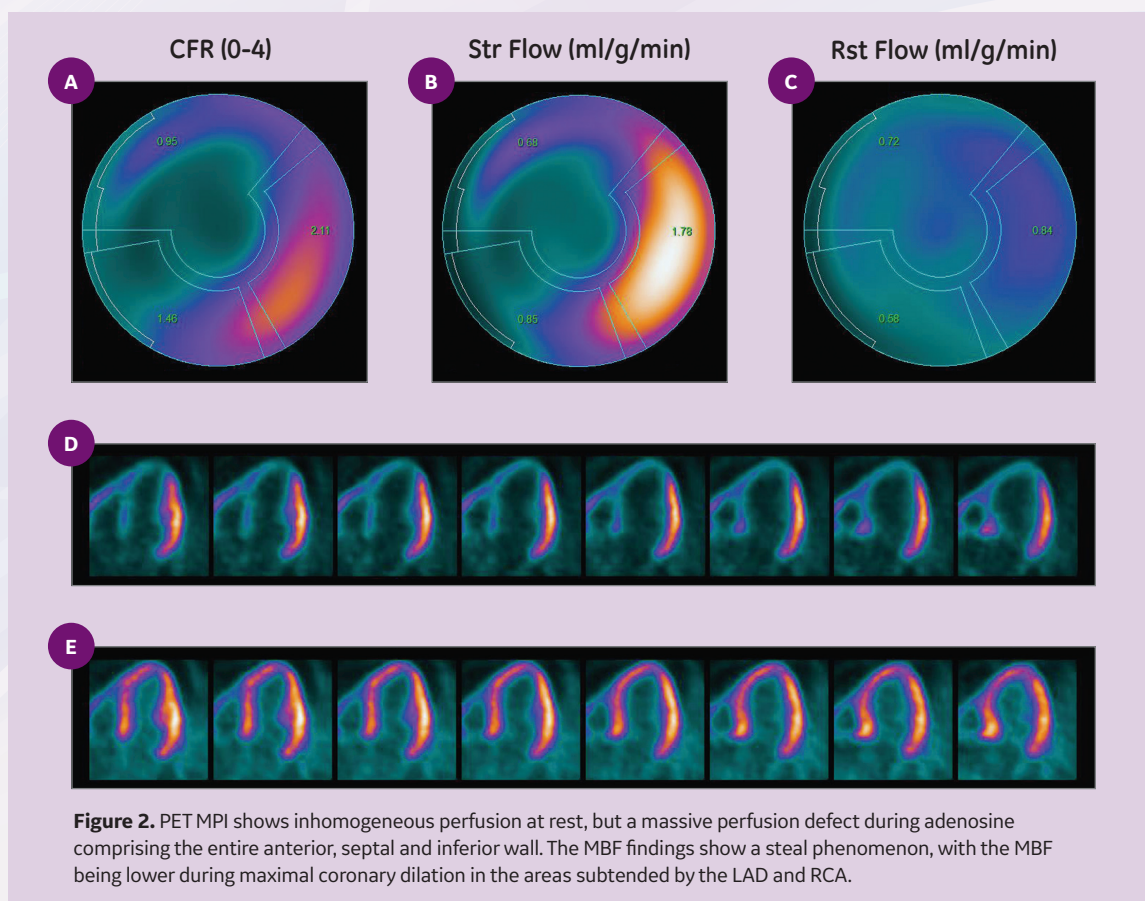 CFR (0-4)
Str Flow (ml/g/min)
Rst Flow (ml/g/min)
A
B
C
0.95
2.11
1.46
0.68
1.78
0.85
0.72
0.84
0.58
D
E
Figure 2. PET MPI shows inhomogeneous perfusion at rest, but a massive perfusion defect during adenosine
comprising the entire anterior, septal and inferior wall. The MBF findings show a steal phenomenon, with the MBF
being lower during maximal coronary dilation in the areas subtended by the LAD and RCA.